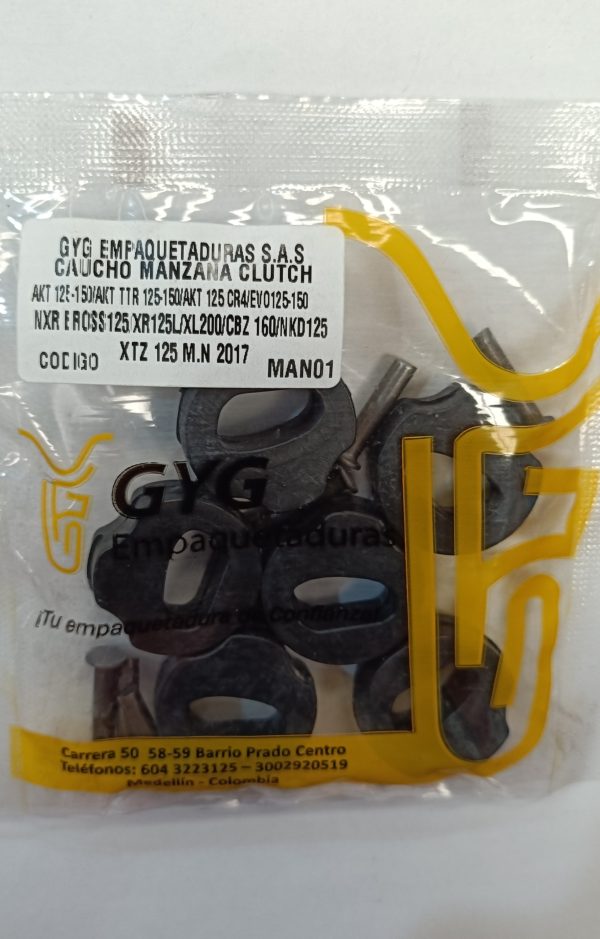 GYG EMPAQUETADURAS S.A.S
CAUCHO MANZANA CLUTCH
AKT 125-150/AKT TTR 125-150/AKT 125 CR4/EVO125-150
NXR BROSS125/XR125L/XL200/CBZ 160/NKD125
XTZ 125 M.N 2017
CODIGO MAN01
GYG
Empaquetaduras
¡Tu empaquetadura de Confianza!
Carrera 50 58-59 Barrio Prado Centro
Teléfonos: 604 3223125 – 3002920519
Medellín - Colombia